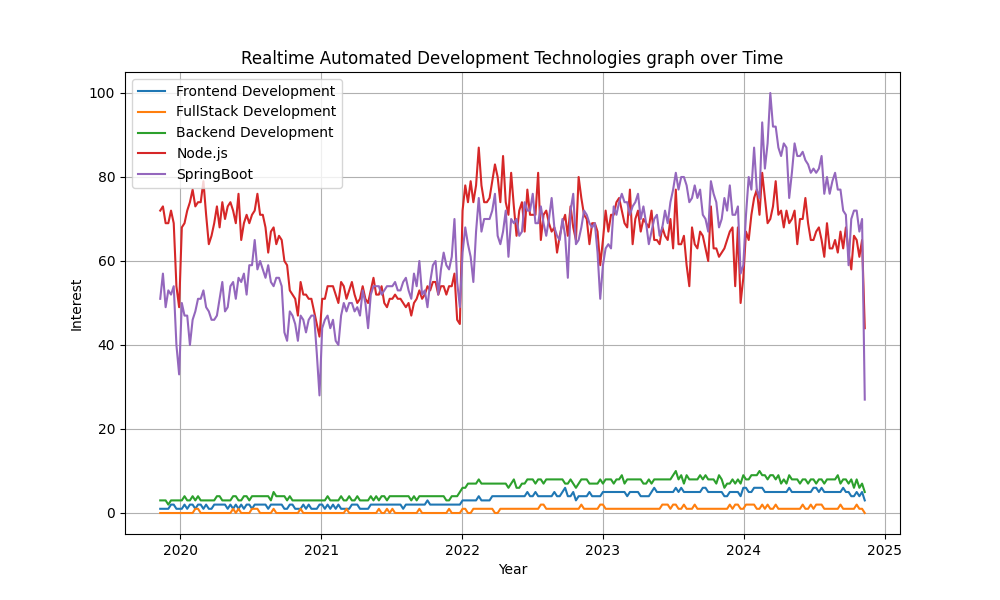 Realtime Automated Development Technologies graph over Time
Frontend Development
FullStack Development
Backend Development
Node.js
SpringBoot
100
80
60
40
20
0
Interest
2020 2021 2022 2023 2024 2025
Year